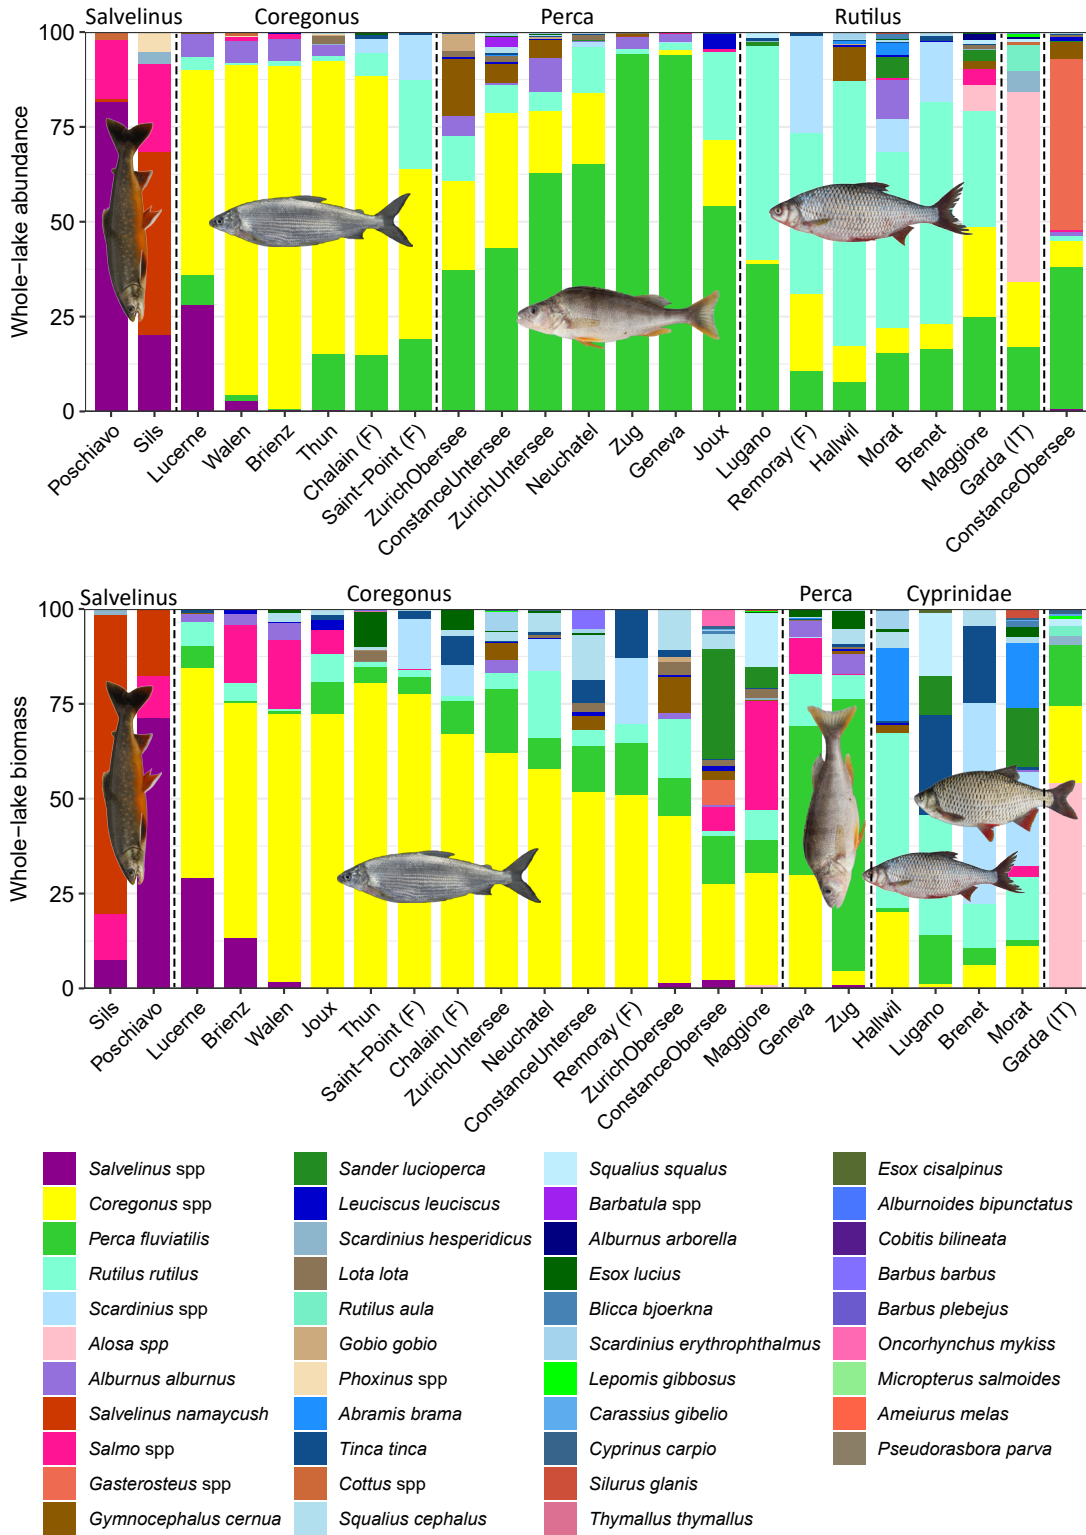 Salvelinus Coregonus Perca Rutilus
Whole-lake abundance
100
75
50
25
0
Poschiavo
Sils
Lucerne
Walen
Brienz
Thun
Chalain (F)
Saint-Point (F)
ZurichObersee
ConstanceUntersee
ZurichUntersee
Neuchatel
Zug
Geneva
Joux
Lugano
Remoray (F)
Hallwil
Morat
Brenet
Maggiore
Garda (IT)
ConstanceObersee
Salvelinus Coregonus Perca Cyprinidae
Whole-lake biomass
100
75
50
25
0
Sils
Poschiavo
Lucerne
Brienz
Walen
Joux
Thun
Saint-Point (F)
Chalain (F)
ZurichUntersee
Neuchatel
ConstanceUntersee
Remoray (F)
ZurichObersee
ConstanceObersee
Maggiore
Geneva
Zug
Hallwil
Lugano
Brenet
Morat
Garda (IT)
Salvelinus spp
Coregonus spp
Perca fluviatilis
Rutilus rutilus
Scardinius spp
Alosa spp
Alburnus alburnus
Salvelinus namaycush
Salmo spp
Gasterosteus spp
Gymnocephalus cernua
Sander lucioperca
Leuciscus leuciscus
Scardinius hesperidicus
Lota lota
Rutilus aula
Gobio gobio
Phoxinus spp
Abramis brama
Tinca tinca
Cottus spp
Squalius cephalus
Squalius squalus
Barbatula spp
Alburnus arborella
Esox lucius
Blicca bjoerkna
Scardinius erythrophthalmus
Lepomis gibbosus
Carassius gibelio
Cyprinus carpio
Silurus glanis
Thymallus thymallus
Esox cisalpinus
Alburnoides bipunctatus
Cobitis bilineata
Barbus barbus
Barbus plebejus
Oncorhynchus mykiss
Micropterus salmoides
Ameiurus melas
Pseudorasbora parva